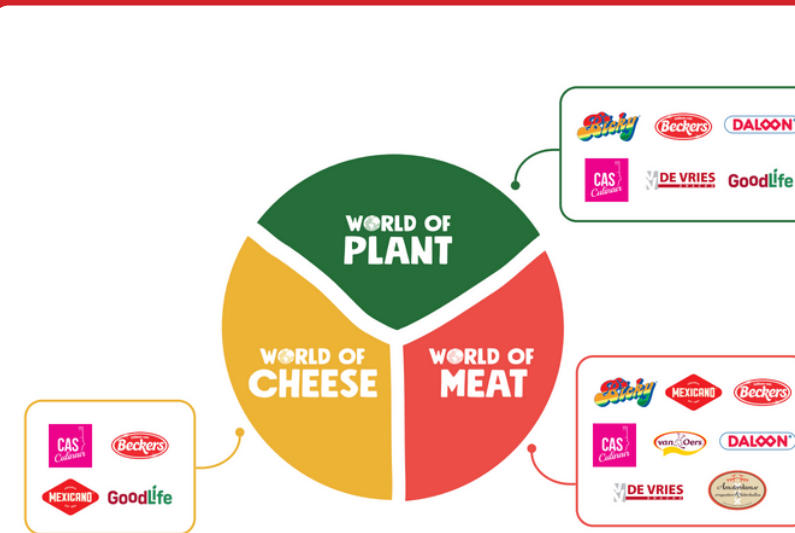 Bicky Beckers DALOON
CAS Culinair DE VRIES GoodLife
WORLD OF
PLANT
WORLD OF
CHEESE
WORLD OF
MEAT
Bicky MEXICANO Beckers
CAS Culinair van Oers DALOON
DE VRIES Amsterdamse
CAS Culinair Beckers
MEXICANO GoodLife